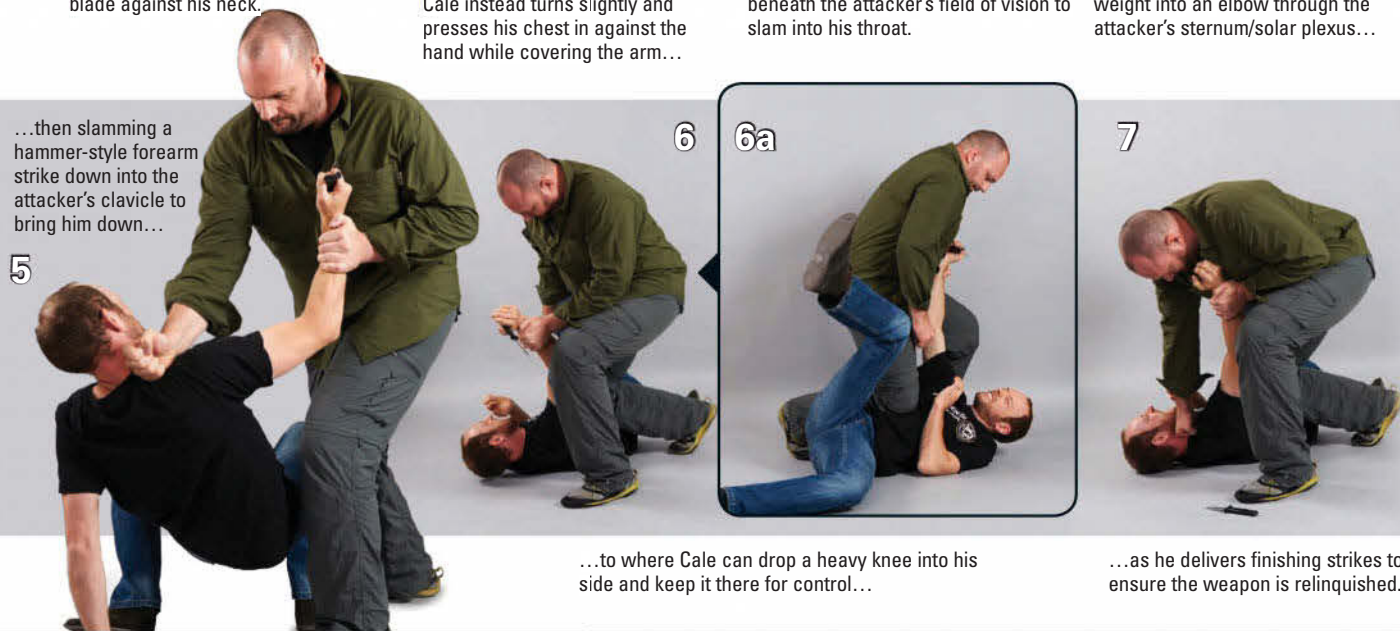 blade against his neck.
Cale instead turns slightly and
presses his chest in against the
hand while covering the arm…
beneath the attacker's field of vision to
slam into his throat.
weight into an elbow through the
attacker's sternum/solar plexus…
…then slamming a
hammer-style forearm
strike down into the
attacker's clavicle to
bring him down…
5
6
6a
7
…to where Cale can drop a heavy knee into his
side and keep it there for control…
…as he delivers finishing strikes to
ensure the weapon is relinquished.